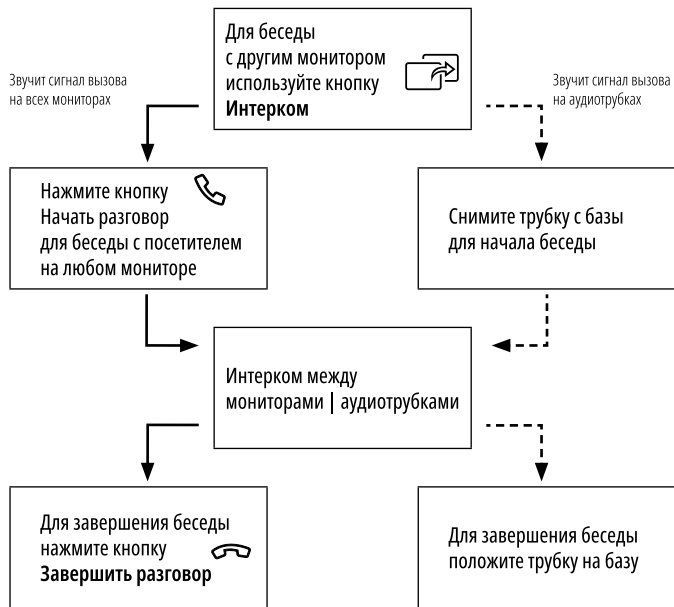 Для беседы
с другим монитором
используйте кнопку
Интерком
Звучит сигнал вызова
на всех мониторах
Звучит сигнал вызова
на аудиотрубках
Нажмите кнопку
Начать разговор
для беседы с посетителем
на любом мониторе
Снимите трубку с базы
для начала беседы
Интерком между
мониторами | аудиотрубками
Для завершения беседы
нажмите кнопку
Завершить разговор
Для завершения беседы
положите трубку на базу